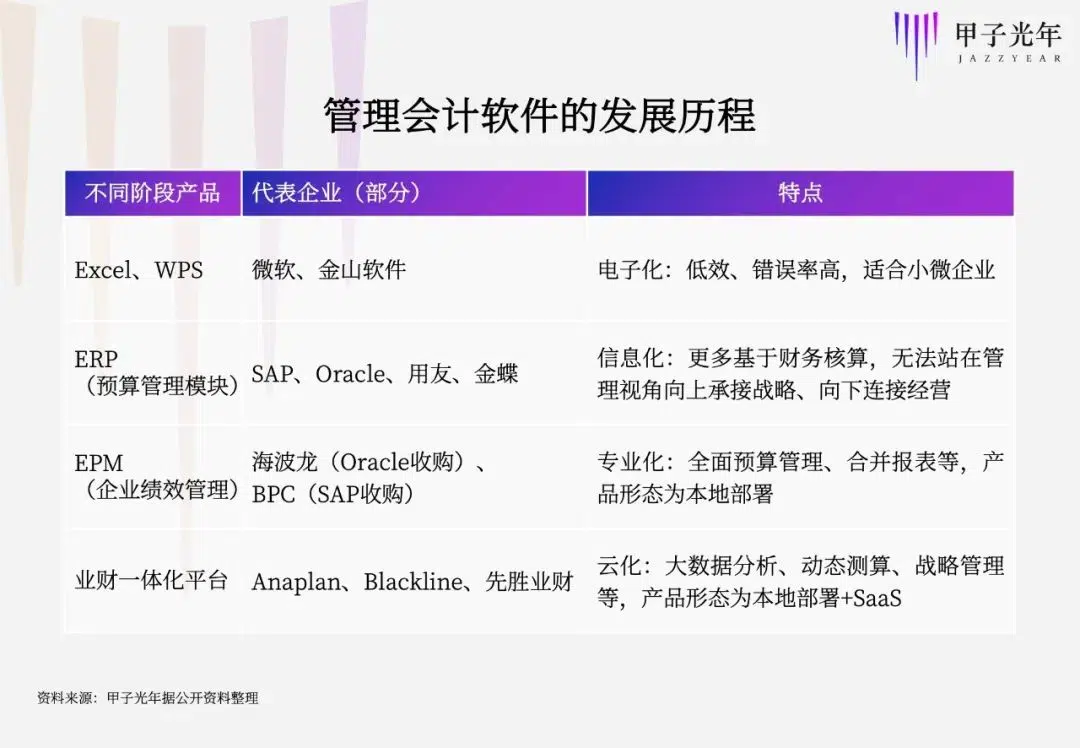 甲子光年
JAZZYEAR
管理会计软件的发展历程
不同阶段产品
代表企业（部分）
特点
Excel、WPS
微软、金山软件
电子化：低效、错误率高，适合小微企业
ERP
（预算管理模块）
SAP、Oracle、用友、金蝶
信息化：更多基于财务核算，无法站在管
理视角向上承接战略、向下连接经营
EPM
（企业绩效管理）
海波龙（Oracle收购）、
BPC（SAP收购）
专业化：全面预算管理、合并报表等，产
品形态为本地部署
业财一体化平台
Anaplan、Blackline、先胜业财
云化：大数据分析、动态测算、战略管理
等，产品形态为本地部署+SaaS
资料来源：甲子光年据公开资料整理